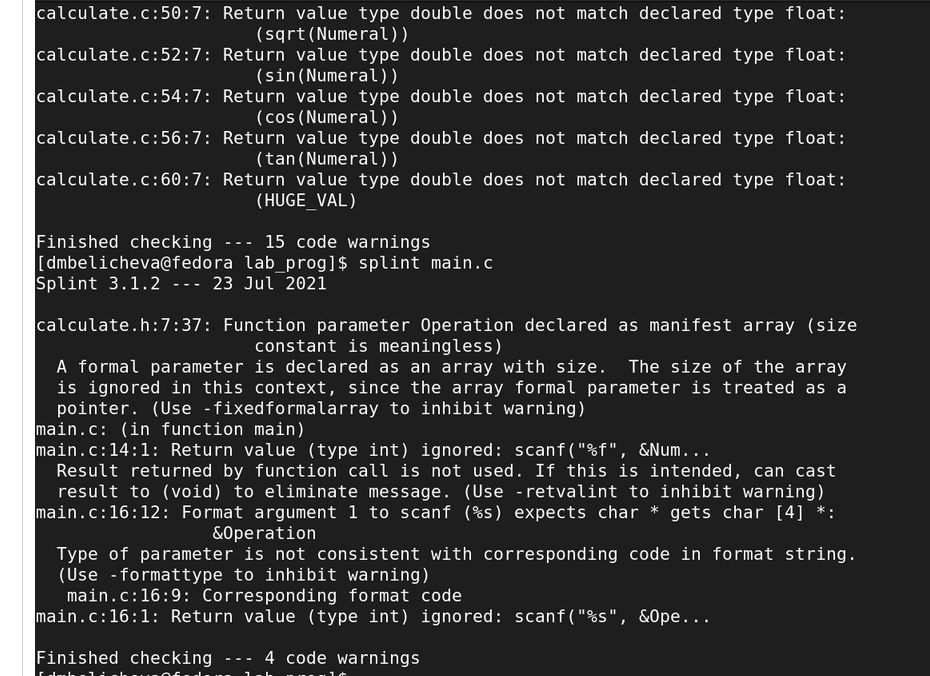 calculate.c:50:7: Return value type double does not match declared type float:
(sqrt(Numeral))
calculate.c:52:7: Return value type double does not match declared type float:
(sin(Numeral))
calculate.c:54:7: Return value type double does not match declared type float:
(cos(Numeral))
calculate.c:56:7: Return value type double does not match declared type float:
(tan(Numeral))
calculate.c:60:7: Return value type double does not match declared type float:
(HUGE_VAL)
Finished checking --- 15 code warnings
[dmbelicheva@fedora lab_prog]$ splint main.c
Splint 3.1.2 --- 23 Jul 2021
calculate.h:7:37: Function parameter Operation declared as manifest array (size
constant is meaningless)
A formal parameter is declared as an array with size.  The size of the array
is ignored in this context, since the array formal parameter is treated as a
pointer. (Use -fixedformalarray to inhibit warning)
main.c: (in function main)
main.c:14:1: Return value (type int) ignored: scanf("%f", &Num...
Result returned by function call is not used. If this is intended, can cast
result to (void) to eliminate message. (Use -retvalint to inhibit warning)
main.c:16:12: Format argument 1 to scanf (%s) expects char * gets char [4] *:
&Operation
Type of parameter is not consistent with corresponding code in format string.
(Use -formattype to inhibit warning)
main.c:16:9: Corresponding format code
main.c:16:1: Return value (type int) ignored: scanf("%s", &Ope...
Finished checking --- 4 code warnings
[dmbelicheva@fedora lab_prog]$